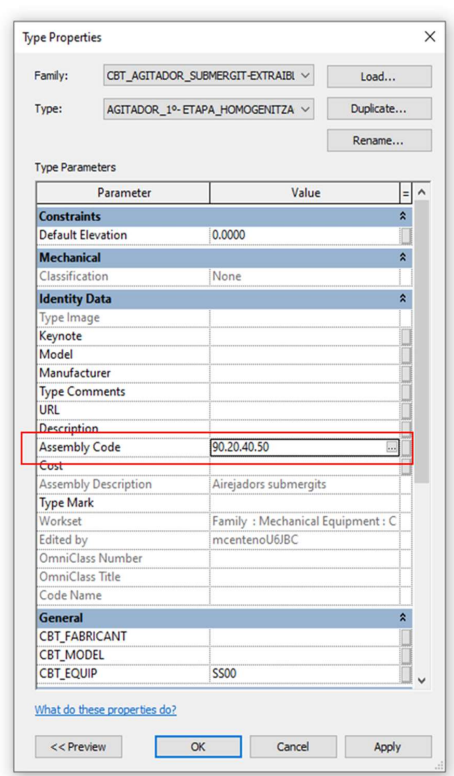 Type Properties
Family: CBT_AGITADOR_SUBMERGIT-EXTRAIBL Load...
Type: AGITADOR_1º- ETAPA_HOMOGENITZA Duplicate...
Rename...
Type Parameters
Parameter Value =
Constraints
Default Elevation 0.0000
Mechanical
Classification None
Identity Data
Type Image
Keynote
Model
Manufacturer
Type Comments
URL
Description
Assembly Code 90.20.40.50 ...
Cost
Assembly Description Airejadors submergits
Type Mark
Workset Family : Mechanical Equipment : C
Edited by mcentenoU6JBC
OmniClass Number
OmniClass Title
Code Name
General
CBT_FABRICANT
CBT_MODEL
CBT_EQUIP SS00
What do these properties do?
<< Preview OK Cancel Apply